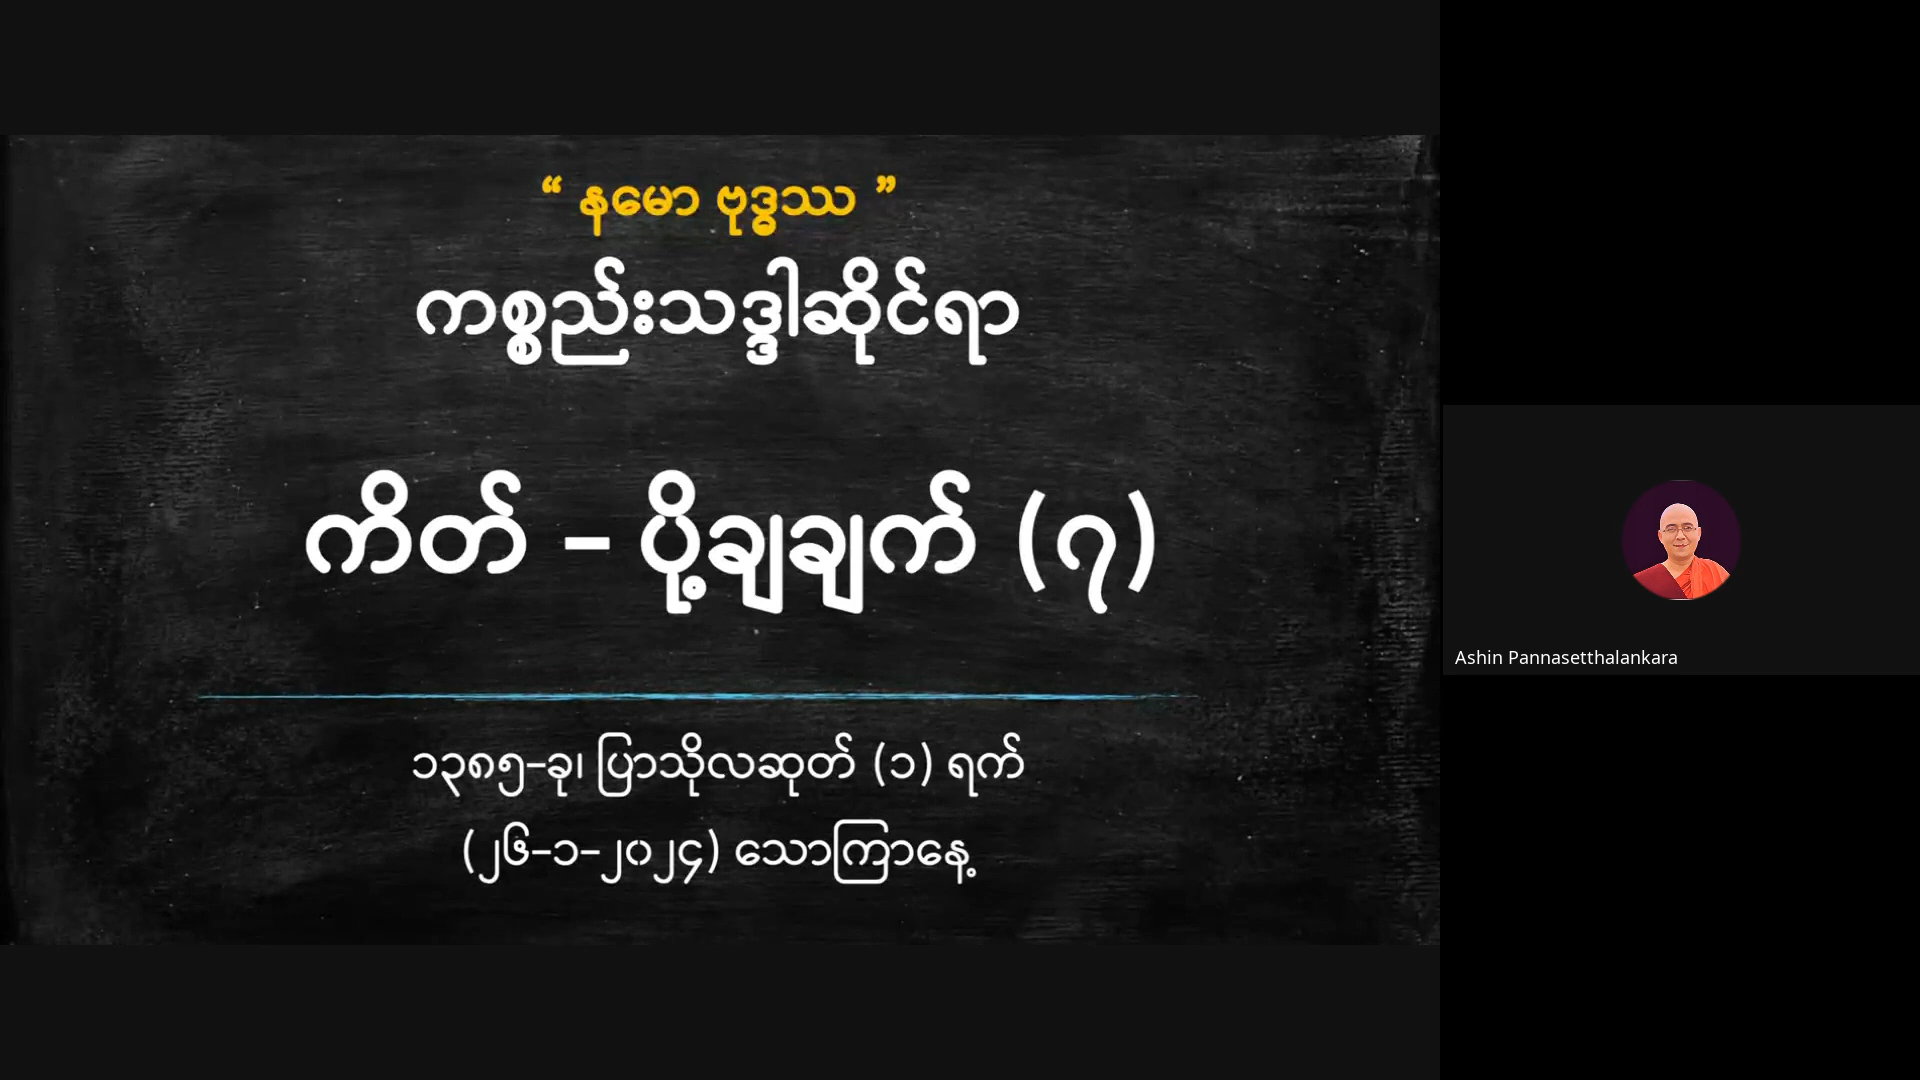 “ နမော ဗုဒ္ဓဿ ”
ကစ္စည်းသဒ္ဒါဆိုင်ရာ
ကိတ် – ပို့ချချက် (၇)
၁၃၈၅–ခု၊ ပြာသိုလဆုတ် (၁) ရက်
(၂၆–၁–၂၀၂၄) သောကြာနေ့
Ashin Pannasetthalankara